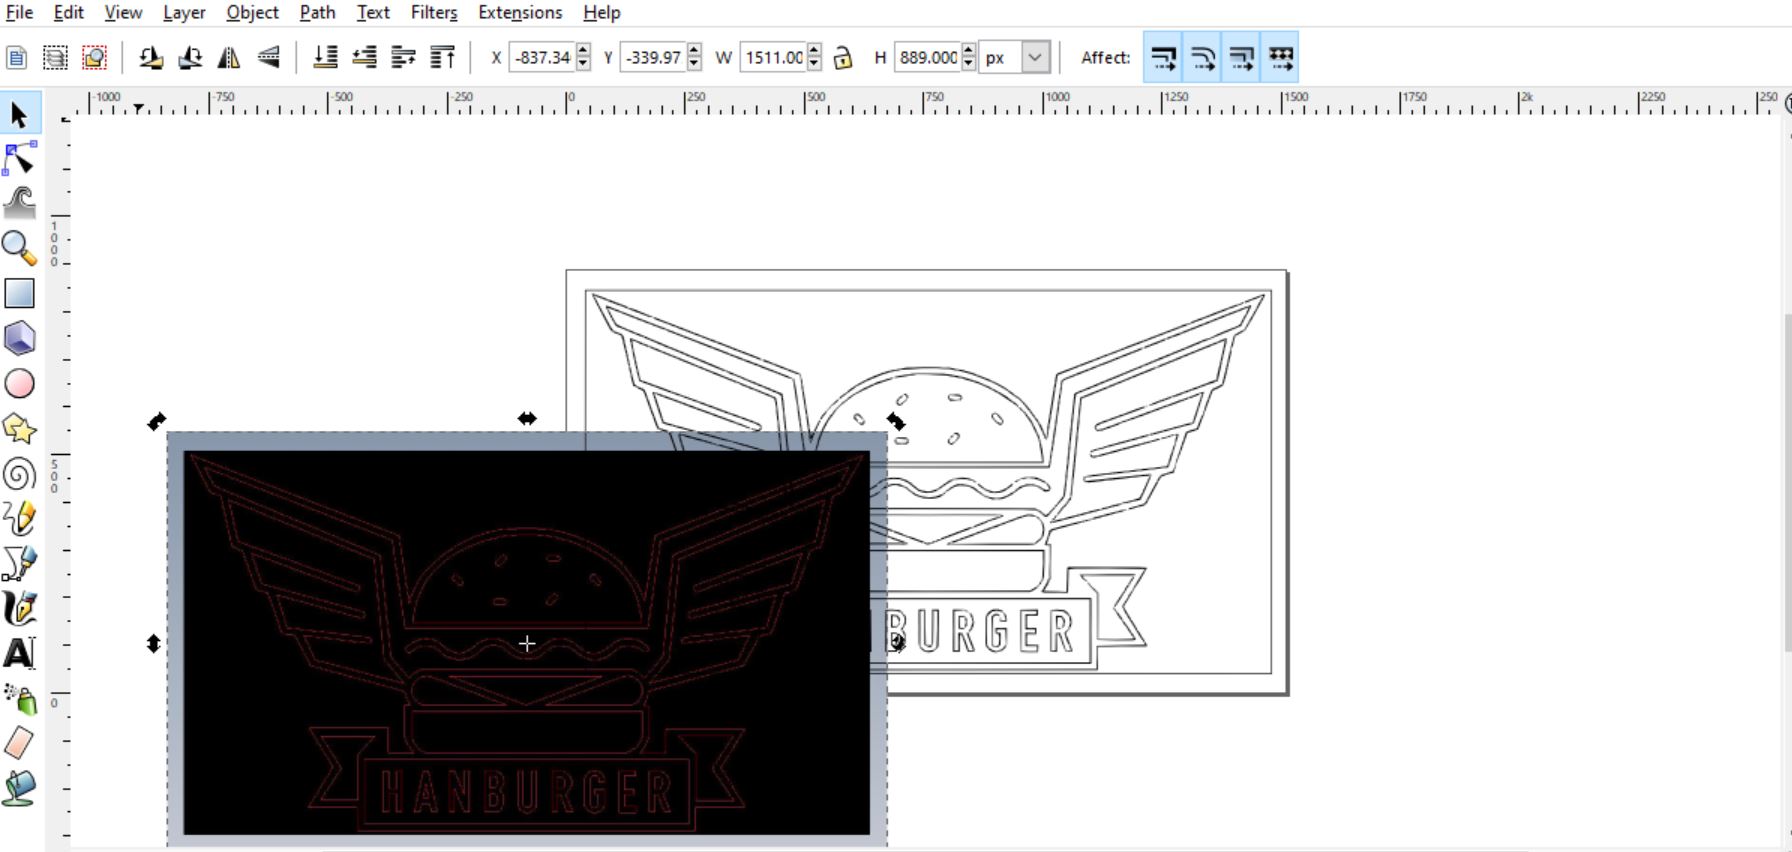 File Edit View Layer Object Path Text Filters Extensions Help
X -837.34 Y -339.97 W 1511.00 H 889.000 px Affect:
-1000 -750 -500 -250 0 250 500 750 1000 1250 1500 1750 2k 2250 250
1000
500
0
BURGER
HANBURGER